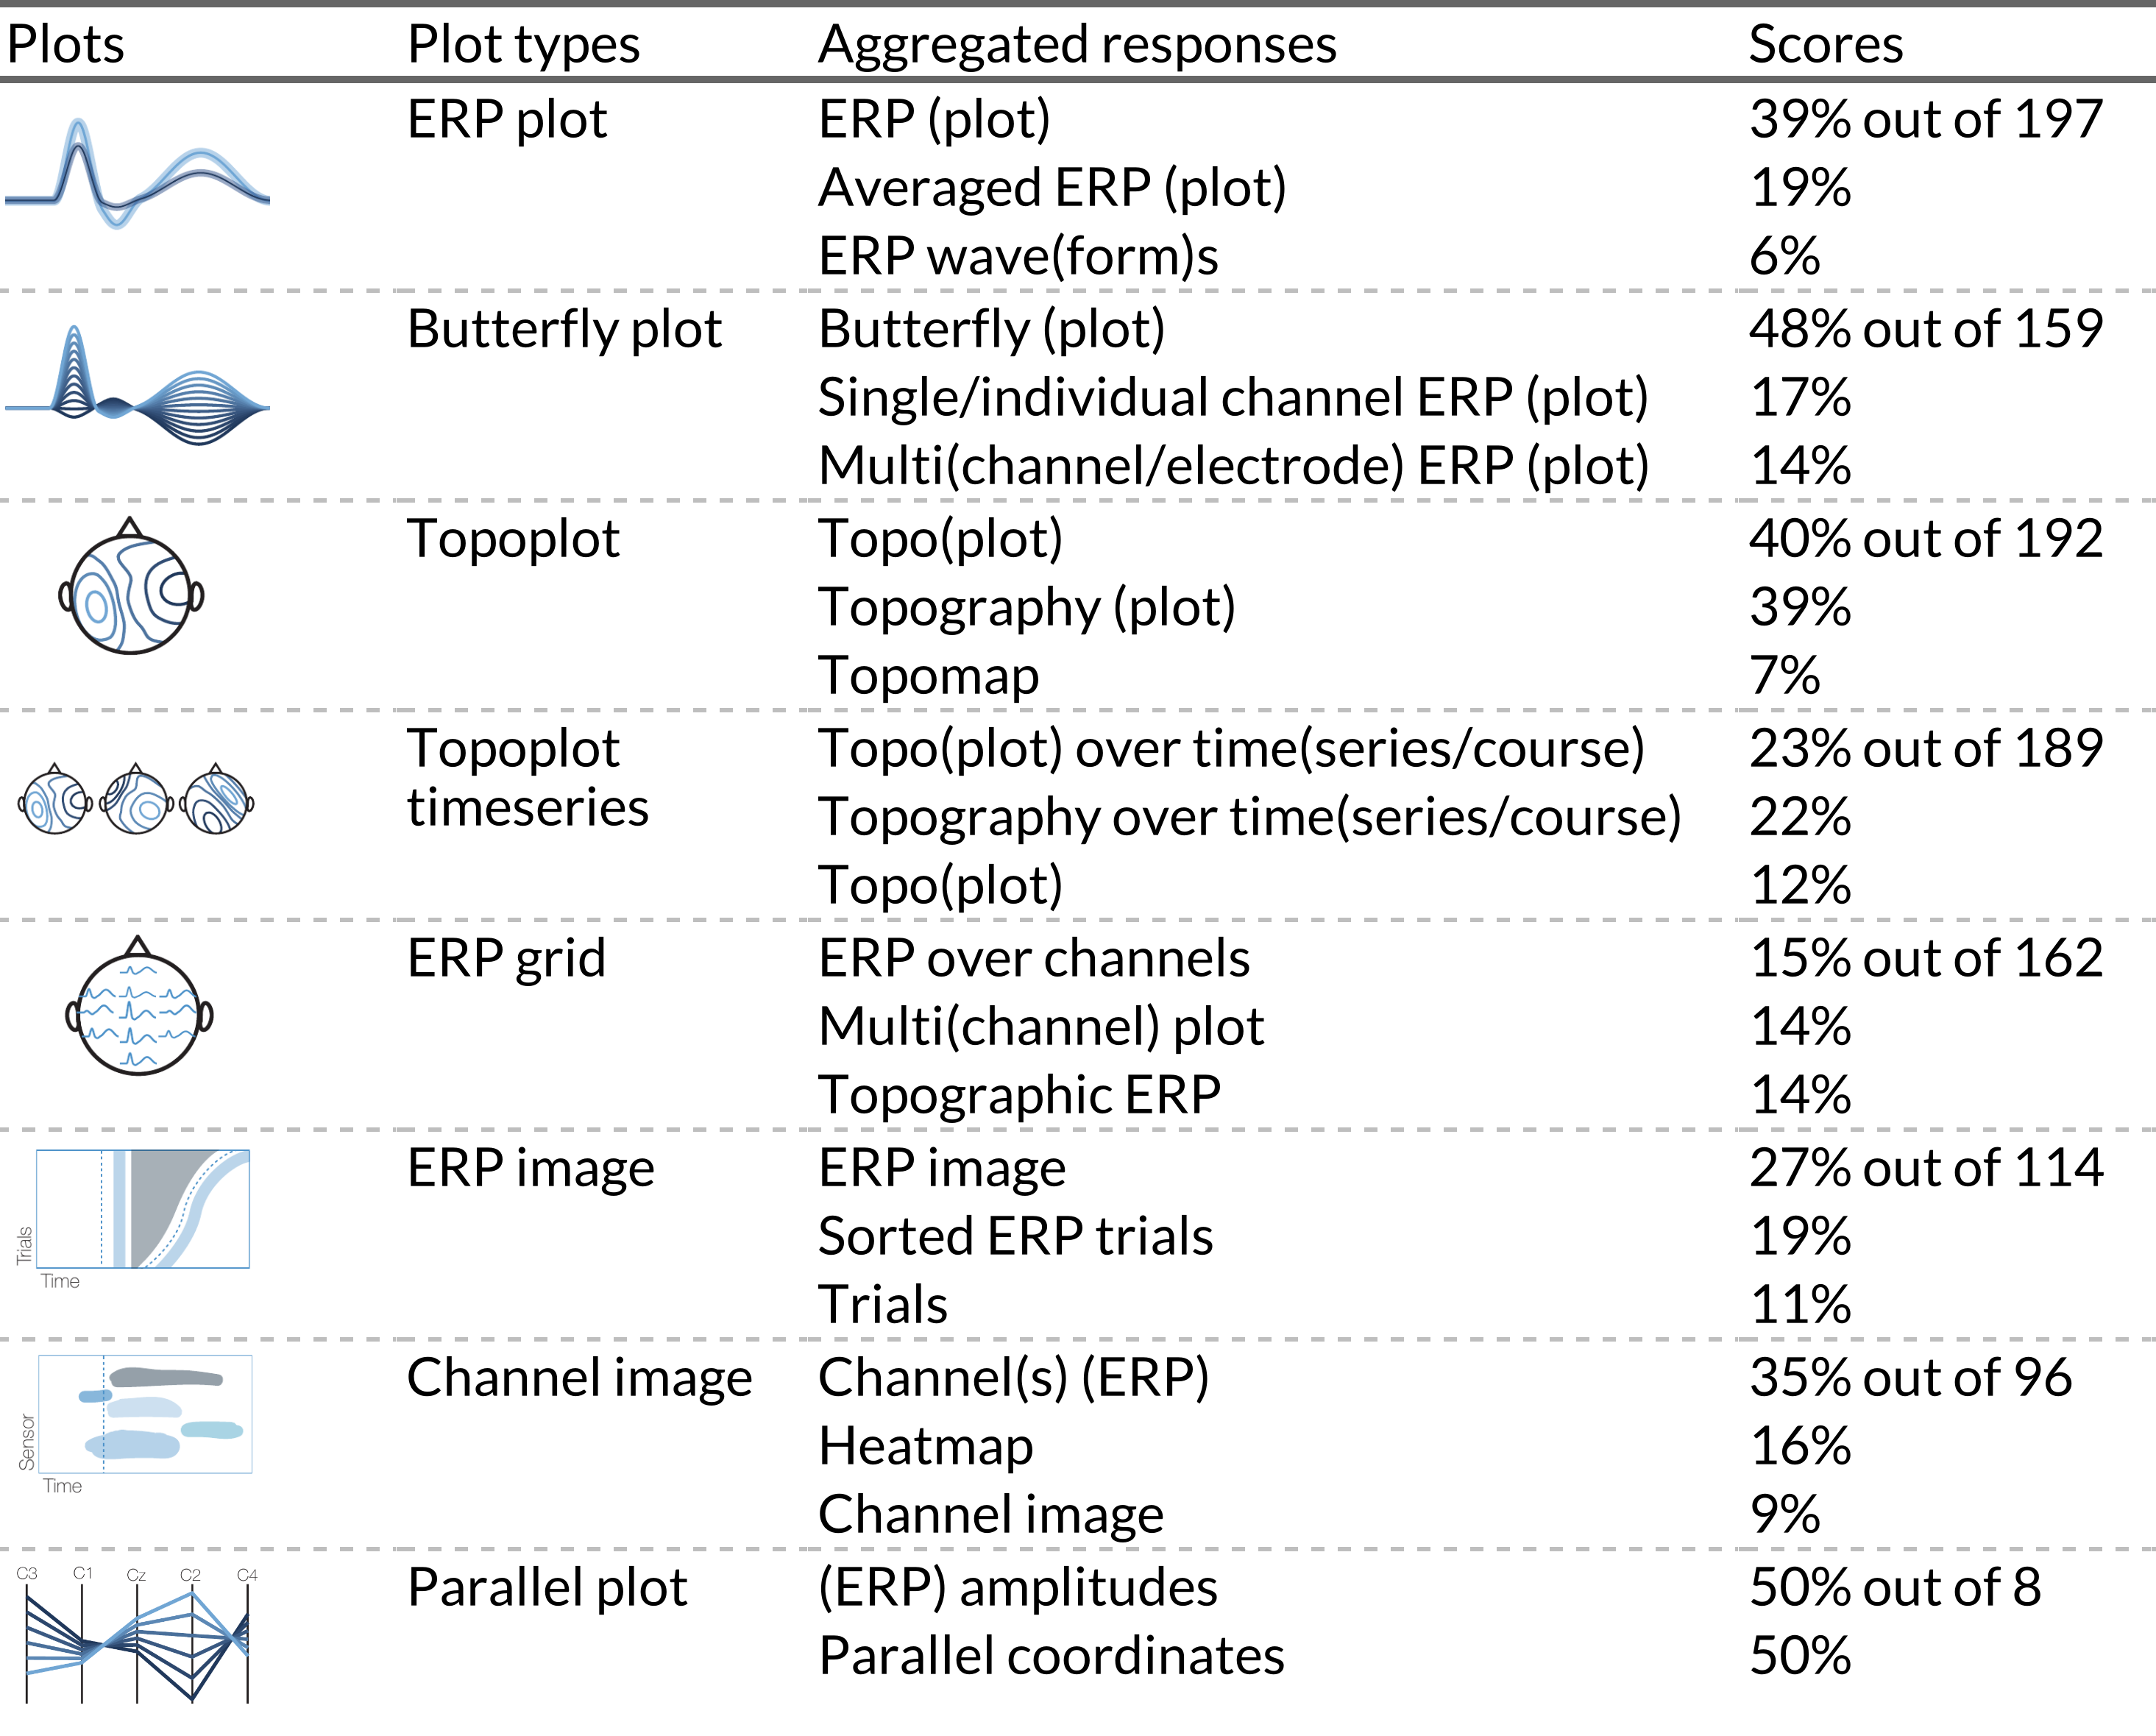 Plots Plot types Aggregated responses Scores
ERP plot ERP (plot) 39% out of 197
Averaged ERP (plot) 19%
ERP wave(form)s 6%
Butterfly plot Butterfly (plot) 48% out of 159
Single/individual channel ERP (plot) 17%
Multi(channel/electrode) ERP (plot) 14%
Topoplot Topo(plot) 40% out of 192
Topography (plot) 39%
Topomap 7%
Topoplot Topo(plot) over time(series/course) 23% out of 189
timeseries Topography over time(series/course) 22%
Topo(plot) 12%
ERP grid ERP over channels 15% out of 162
Multi(channel) plot 14%
Topographic ERP 14%
ERP image ERP image 27% out of 114
Sorted ERP trials 19%
Trials
Time
Trials 11%
Channel image Channel(s) (ERP) 35% out of 96
Heatmap 16%
Sensor
Time
Channel image 9%
C3 C1 Cz C2 C4
Parallel plot (ERP) amplitudes 50% out of 8
Parallel coordinates 50%